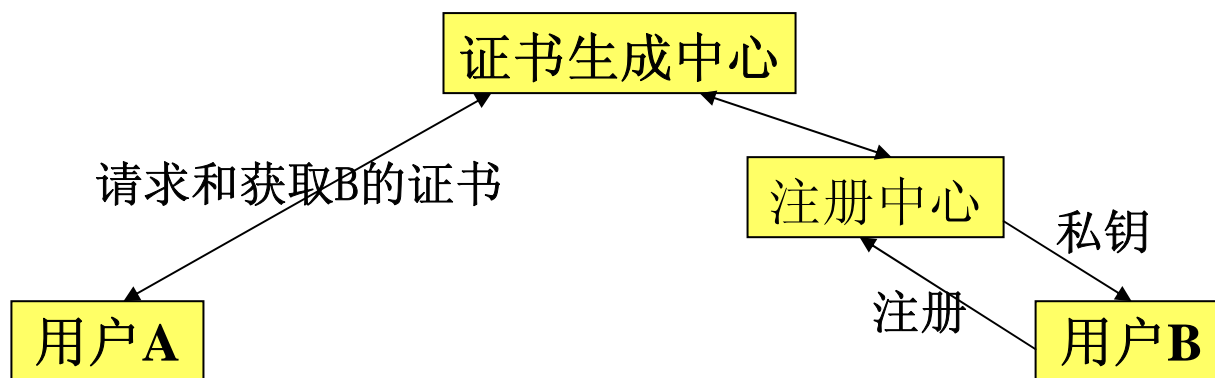 证书生成中心
请求和获取B的证书
注册中心
私钥
注册
用户A
用户B